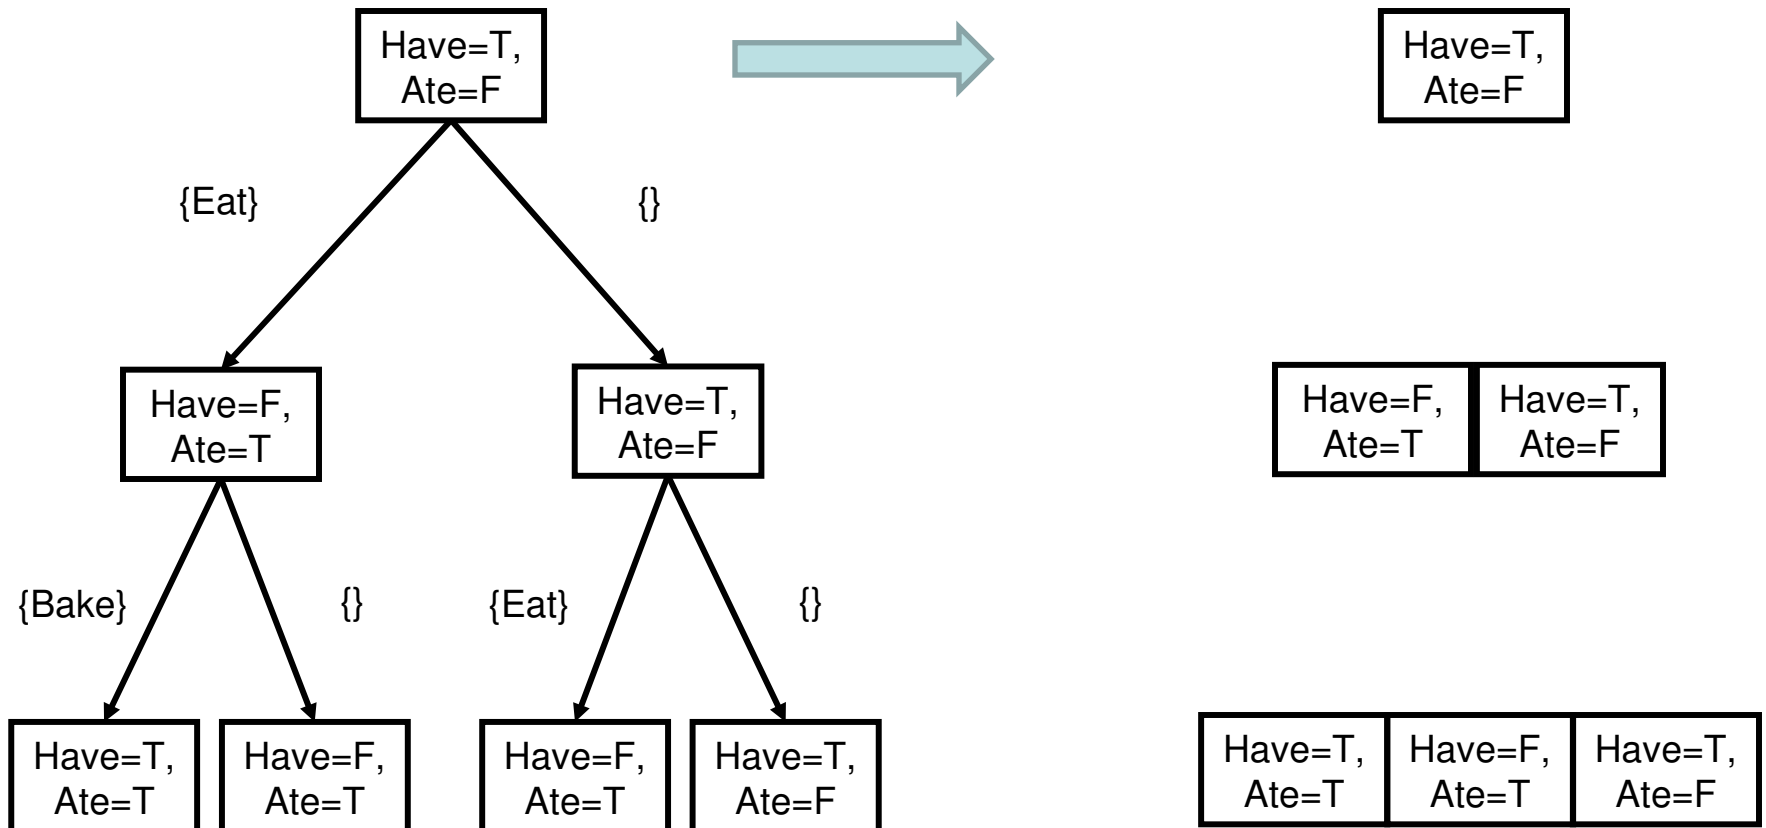 Have=T,
Ate=F
Have=T,
Ate=F
{Eat}
{}
Have=F,
Ate=T
Have=T,
Ate=F
Have=F,
Ate=T
Have=T,
Ate=F
{Bake}
{}
{Eat}
{}
Have=T,
Ate=T
Have=F,
Ate=T
Have=F,
Ate=T
Have=T,
Ate=F
Have=T,
Ate=T
Have=F,
Ate=T
Have=T,
Ate=F